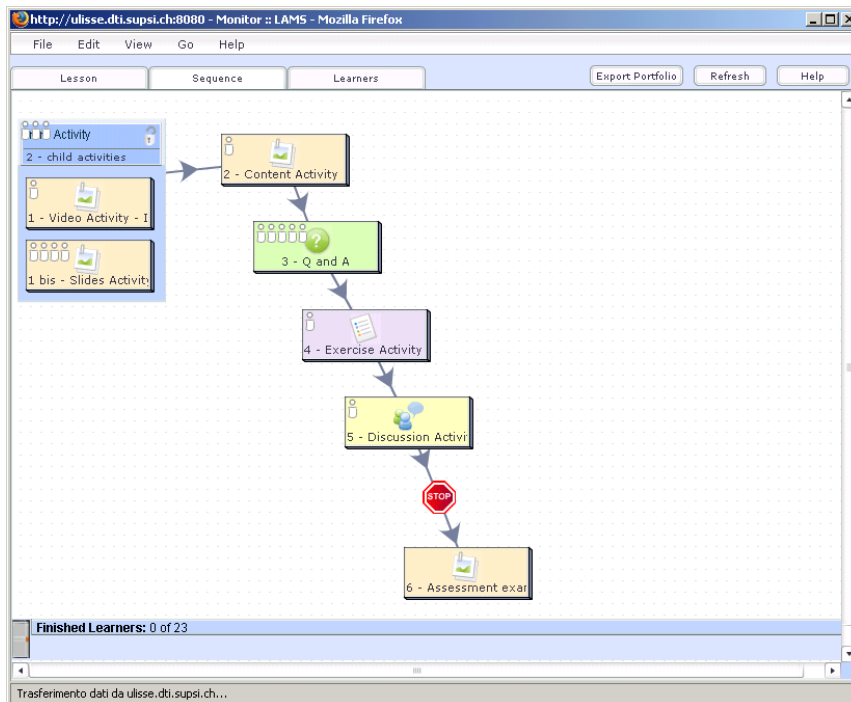 http://ulisse.dti.supsi.ch:8080 - Monitor :: LAMS - Mozilla Firefox
File Edit View Go Help
Lesson Sequence Learners Export Portfolio Refresh Help
Activity
2 - child activities
1 - Video Activity - I
1 bis - Slides Activity
2 - Content Activity
3 - Q and A
4 - Exercise Activity
5 - Discussion Activi
STOP
6 - Assessment exar
Finished Learners: 0 of 23
Trasferimento dati da ulisse.dti.supsi.ch...